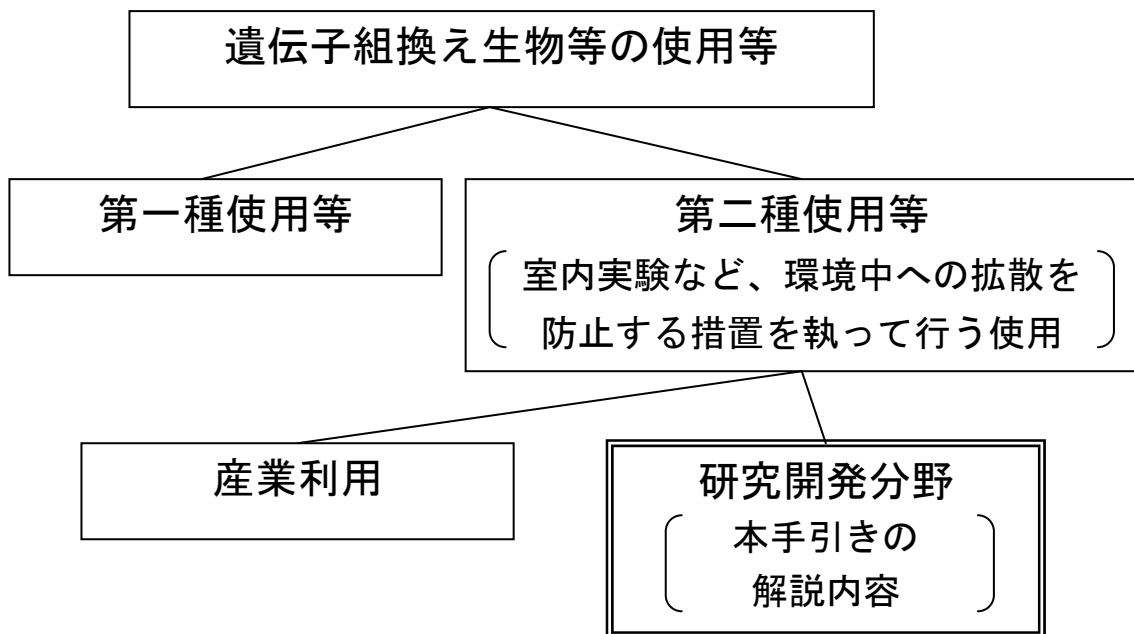 遺伝子組換え生物等の使用等
第一種使用等
第二種使用等
室内実験など、環境中への拡散を
防止する措置を執って行う使用
産業利用
研究開発分野
本手引きの
解説内容